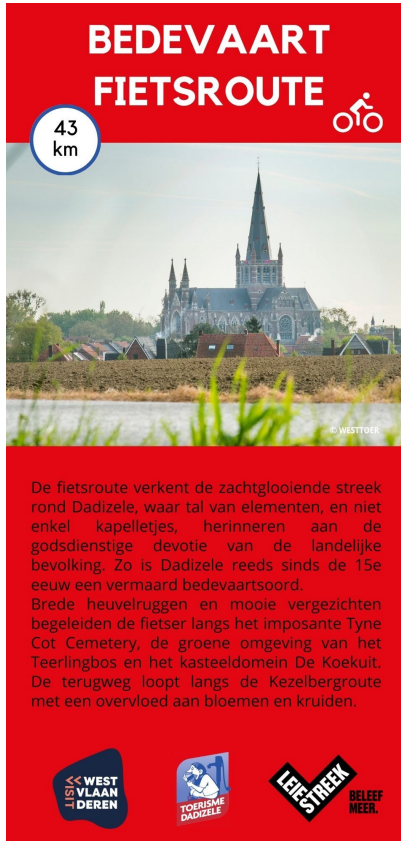 BEDEVAART
FIETSROUTE
43
km
© WESTTOER
De fietsroute verkent de zachtglooiende streek
rond Dadizele, waar tal van elementen, en niet
enkel kapelletjes, herinneren aan de
godsdienstige devotie van de landelijke
bevolking. Zo is Dadizele reeds sinds de 15e
eeuw een vermaard bedevaartsoord.
Brede heuvelruggen en mooie vergezichten
begeleiden de fietser langs het imposante Tyne
Cot Cemetery, de groene omgeving van het
Teerlingbos en het kasteeldomein De Koekuit.
De terugweg loopt langs de Kezelbergroute
met een overvloed aan bloemen en kruiden.
VISIT
WEST
VLAAN
DEREN
TOERISME
DADIZELE
LEIE
STREEK
BELEEF
MEER.